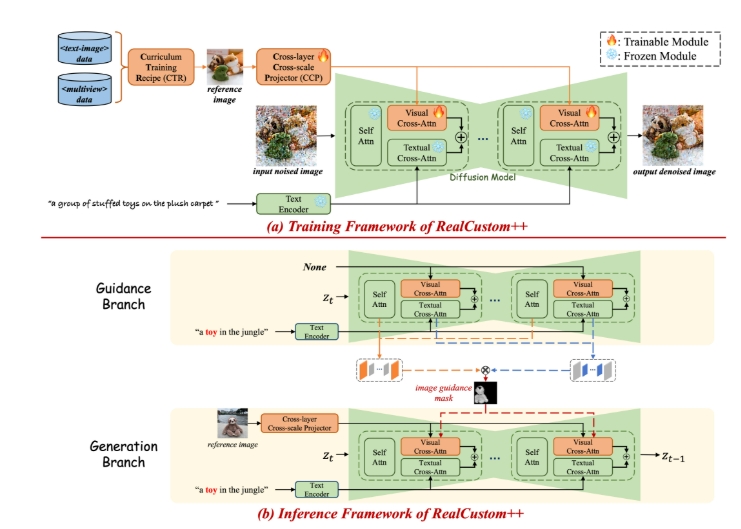 <text-image>
data
<multiview>
data
Curriculum
Training
Recipe (CTR)
reference
image
Cross-layer
Cross-scale
Projector (CCP)
: Trainable Module
: Frozen Module
input noised image
Self
Attn
Visual
Cross-Attn
Textual
Cross-Attn
...
Self
Attn
Visual
Cross-Attn
Textual
Cross-Attn
Diffusion Model
output denoised image
"a group of stuffed toys on the plush carpet "
Text
Encoder
(a) Training Framework of RealCustom++
Guidance
Branch
None
Zt
Self
Attn
Visual
Cross-Attn
Textual
Cross-Attn
...
Self
Attn
Visual
Cross-Attn
Textual
Cross-Attn
"a toy in the jungle"
Text
Encoder
...
image guidance
mask
...
Generation
Branch
reference image
Cross-layer
Cross-scale Projector
Zt
Self
Attn
Visual
Cross-Attn
Textual
Cross-Attn
...
Self
Attn
Visual
Cross-Attn
Textual
Cross-Attn
Zt−1
"a toy in the jungle"
Text
Encoder
(b) Inference Framework of RealCustom++